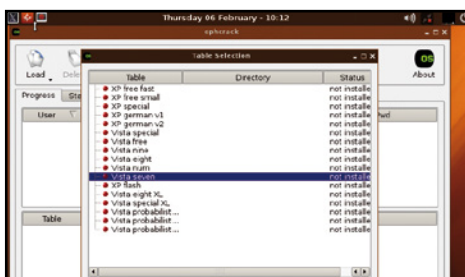 Thursday 06 February - 10:12
ophcrack
Load
Dele
Table Selection
OS
About
Progress
Sta
User
Table
Directory
Status
Pwd
XP free fast
not installe
XP free small
not installe
XP special
not installe
XP german v1
not installe
XP german v2
not installe
Vista special
not installe
Vista free
not installe
Vista nine
not installe
Vista eight
not installe
Vista num
not installe
Vista seven
not installe
XP flash
not installe
Vista eight XL
not installe
Vista special XL
not installe
Vista probabilist...
not installe
Vista probabilist...
not installe
Vista probabilist...
not installe
Table